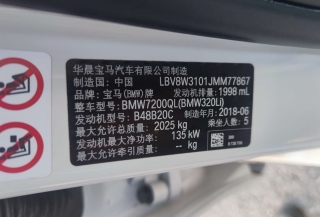 华晨宝马汽车有限公司制造
制造国:中国 LBV8W3101JMM77867
品牌:宝马(BMW)牌 发动机排量:1998 mL
整车型号:BMW7200QL(BMW320Li)
发动机型号:B48B20C 制造年月:2018-06
最大允许总质量:2025 kg 乘坐人数:5
发动机最大净功率:135 kW
最大允许牵引质量: kg